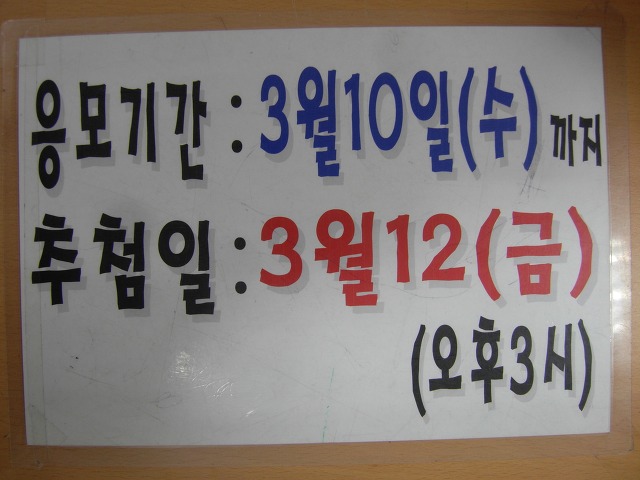 응모기간 : 3월10일(수) 까지
추첨일 : 3월12(금)
(오후3시)